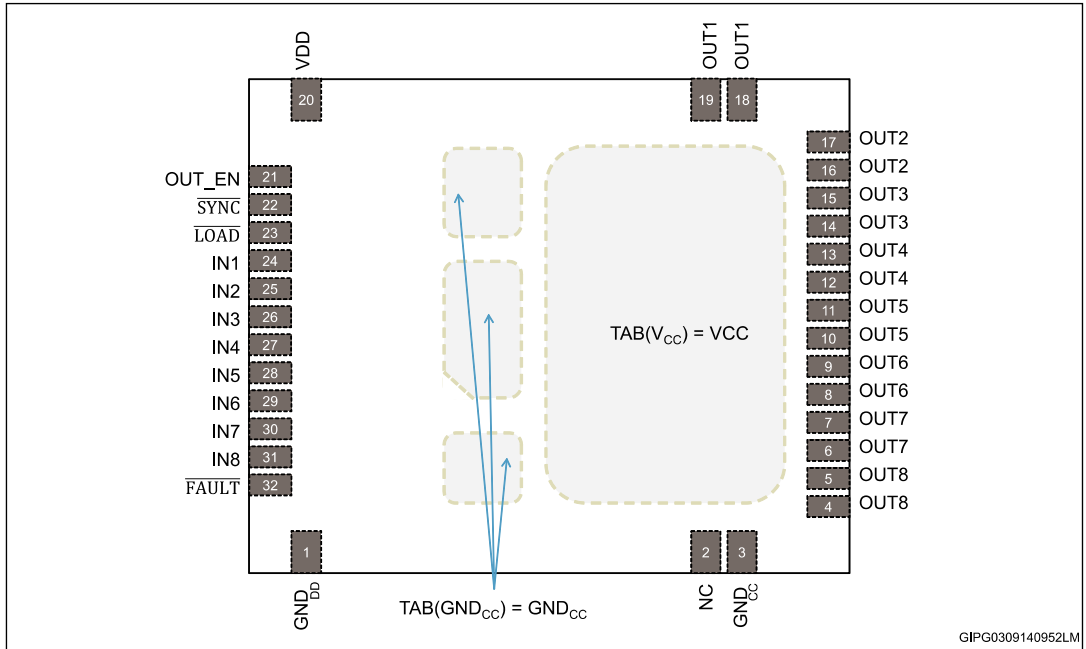 VDD
OUT1
OUT1
20
19
18
17 OUT2
16 OUT2
15 OUT3
14 OUT3
13 OUT4
12 OUT4
11 OUT5
10 OUT5
9 OUT6
8 OUT6
7 OUT7
6 OUT7
5 OUT8
4 OUT8
OUT_EN 21
SYNC 22
LOAD 23
IN1 24
IN2 25
IN3 26
IN4 27
IN5 28
IN6 29
IN7 30
IN8 31
FAULT 32
TAB(VCC) = VCC
1
2
3
GNDDD
NC
GNDCC
TAB(GNDCC) = GNDCC
GIPG0309140952LM